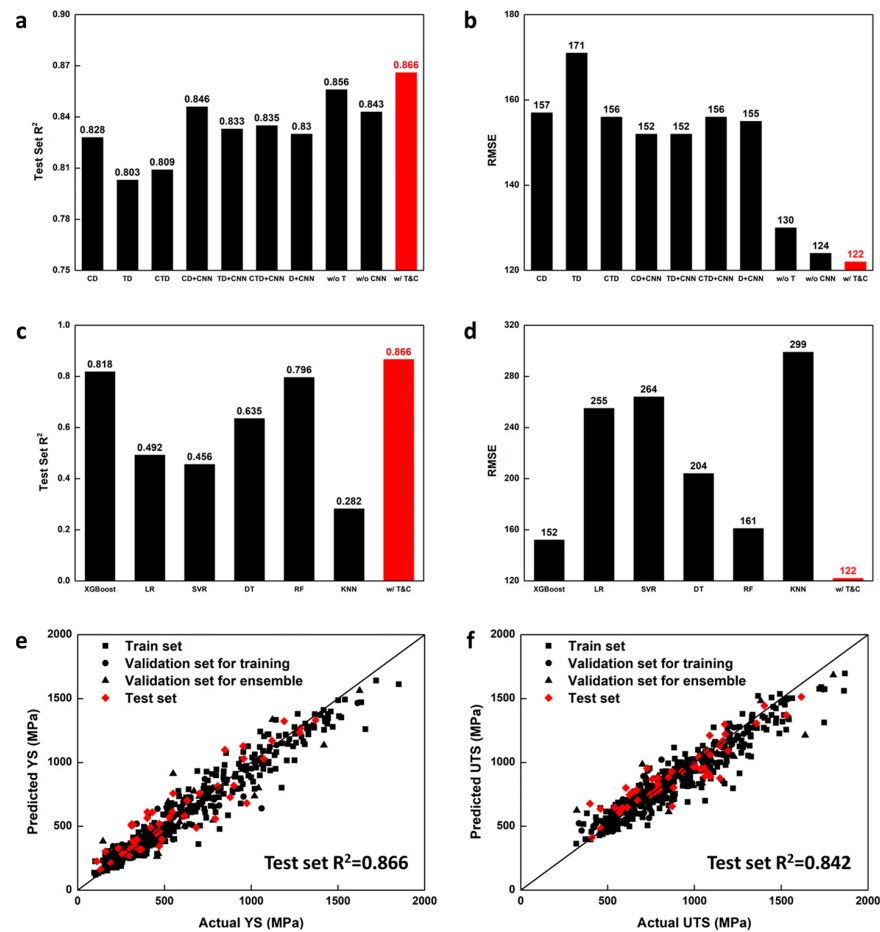 a
0.90
0.87
0.84
0.81
0.78
0.75
Test Set R²
0.828
0.803
0.809
0.846
0.833
0.835
0.83
0.856
0.843
0.866
CD TD CTD CD+CNN TD+CNN CTD+CNN D+CNN w/o T w/o CNN w/ T&C
b
180
160
140
120
RMSE
157
171
156
152
152
156
155
130
124
122
CD TD CTD CD+CNN TD+CNN CTD+CNN D+CNN w/o T w/o CNN w/ T&C
c
1.0
0.8
0.6
0.4
0.2
0.0
Test Set R²
0.818
0.492
0.456
0.635
0.796
0.282
0.866
XGBoost LR SVR DT RF KNN w/ T&C
d
320
280
240
200
160
120
RMSE
152
255
264
204
161
299
122
XGBoost LR SVR DT RF KNN w/ T&C
e
2000
1500
1000
500
0
Predicted YS (MPa)
Train set
Validation set for training
Validation set for ensemble
Test set
Test set R²=0.866
0 500 1000 1500 2000
Actual YS (MPa)
f
2000
1500
1000
500
0
Predicted UTS (MPa)
Train set
Validation set for training
Validation set for ensemble
Test set
Test set R²=0.842
0 500 1000 1500 2000
Actual UTS (MPa)